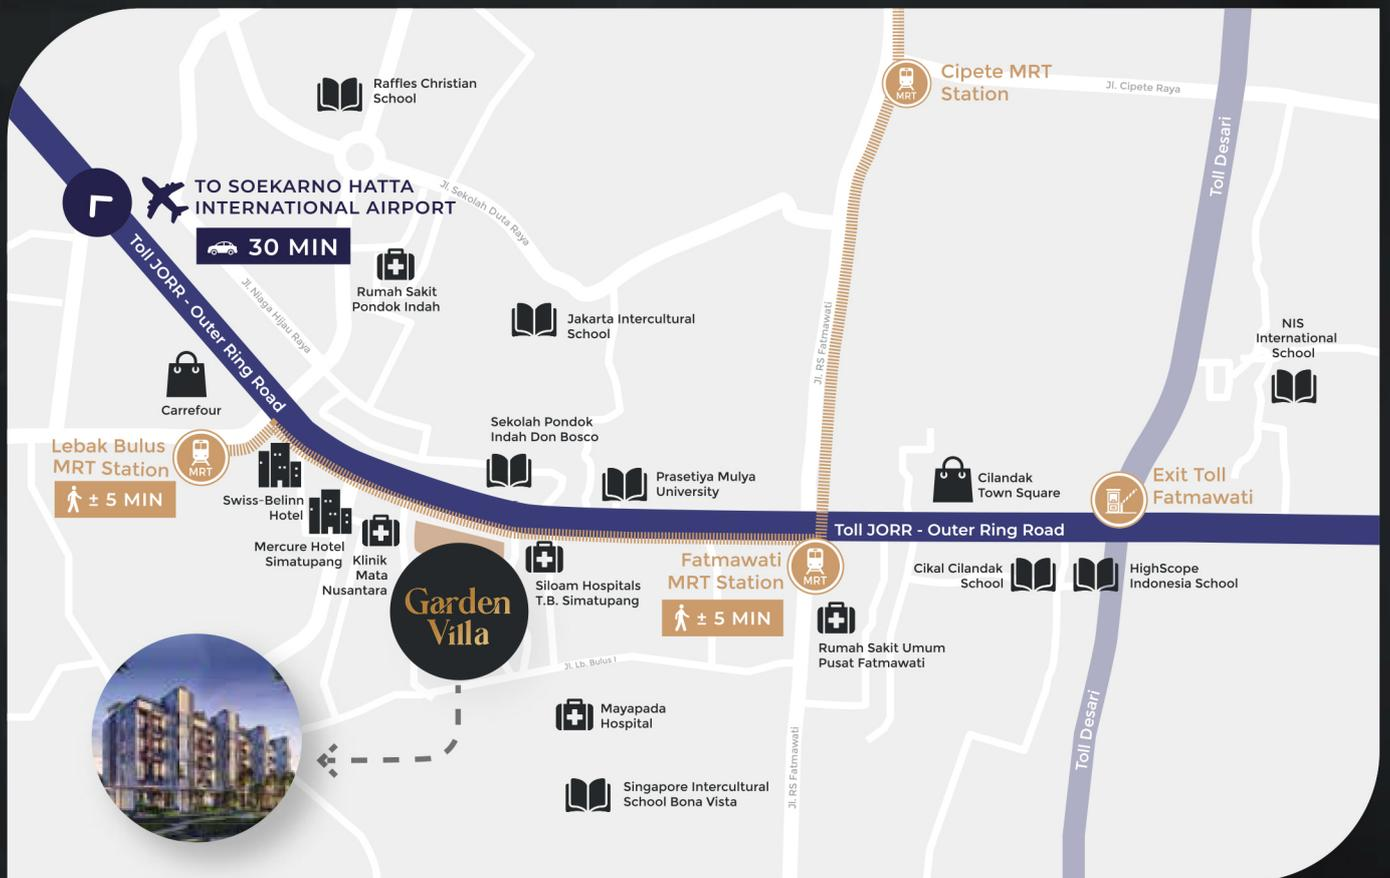 Raffles Christian
School
Cipete MRT
Station
MRT
Jl. Cipete Raya
Toll Desari
TO SOEKARNO HATTA
INTERNATIONAL AIRPORT
30 MIN
Jl. Sekolah Duta Raya
Toll JORR - Outer Ring Road
Jl. Niaga Hijau Raya
Rumah Sakit
Pondok Indah
Jakarta Intercultural
School
Jl. RS Fatmawati
NIS
International
School
Carrefour
Lebak Bulus
MRT Station
± 5 MIN
MRT
Sekolah Pondok
Indah Don Bosco
Prasetiya Mulya
University
Cilandak
Town Square
Exit Toll
Fatmawati
Swiss-Belinn
Hotel
Mercure Hotel
Simatupang
Klinik
Mata
Nusantara
Toll JORR - Outer Ring Road
Garden
Villa
Siloam Hospitals
T.B. Simatupang
Fatmawati
MRT Station
± 5 MIN
MRT
Cikal Cilandak
School
HighScope
Indonesia School
Rumah Sakit Umum
Pusat Fatmawati
Jl. Lb. Bulus I
Mayapada
Hospital
Toll Desari
Jl. RS Fatmawati
Singapore Intercultural
School Bona Vista